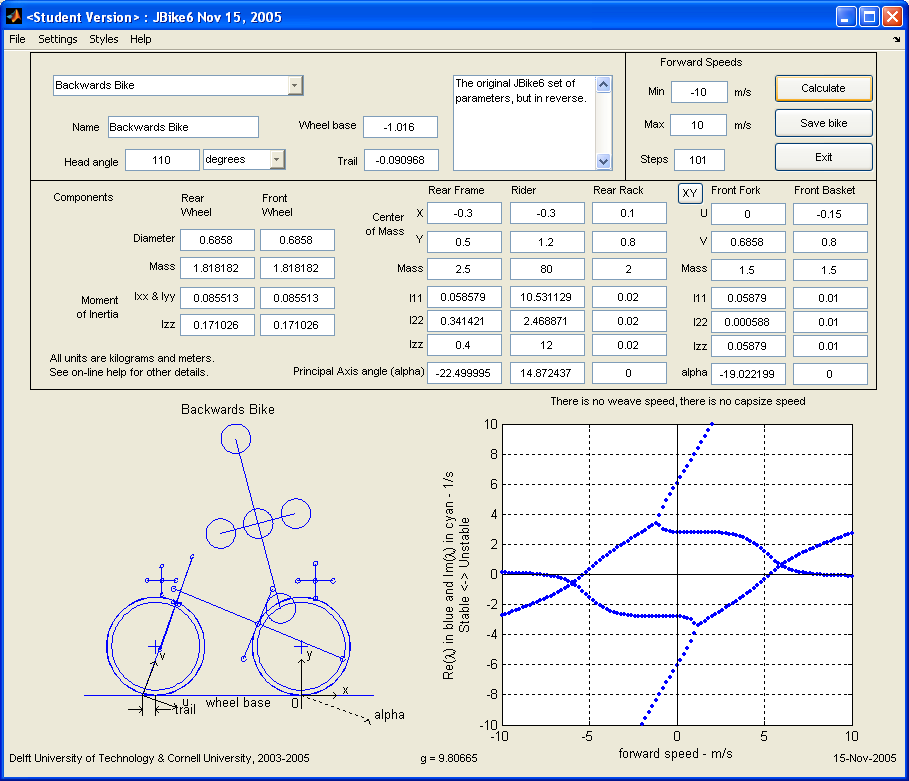 <Student Version> : JBike6 Nov 15, 2005
File Settings Styles Help
Backwards Bike
The original JBike6 set of
parameters, but in reverse.
Name Backwards Bike
Wheel base -1.016
Head angle 110 degrees
Trail -0.090968
Forward Speeds
Min -10 m/s
Max 10 m/s
Steps 101
Calculate
Save bike
Exit
Components
Rear
Wheel
Front
Wheel
Diameter 0.6858 0.6858
Mass 1.818182 1.818182
Moment
of Inertia
Ixx & Iyy 0.085513 0.085513
Izz 0.171026 0.171026
All units are kilograms and meters.
See on-line help for other details.
Rear Frame Rider Rear Rack
Center
of Mass
X -0.3 -0.3 0.1
Y 0.5 1.2 0.8
Mass 2.5 80 2
I11 0.058579 10.531129 0.02
I22 0.341421 2.468871 0.02
Izz 0.4 12 0.02
Principal Axis angle (alpha) -22.499995 14.872437 0
XY Front Fork Front Basket
U 0 -0.15
V 0.6858 0.8
Mass 1.5 1.5
I11 0.05879 0.01
I22 0.000588 0.01
Izz 0.05879 0.01
alpha -19.022199 0
Backwards Bike
v
u
trail
wheel base
0
y
x
alpha
There is no weave speed, there is no capsize speed
Re(λ) in blue and Im(λ) in cyan - 1/s
Stable <-> Unstable
10
8
6
4
2
0
-2
-4
-6
-8
-10
-10 -5 0 5 10
forward speed - m/s
Delft University of Technology & Cornell University, 2003-2005
g = 9.80665
15-Nov-2005